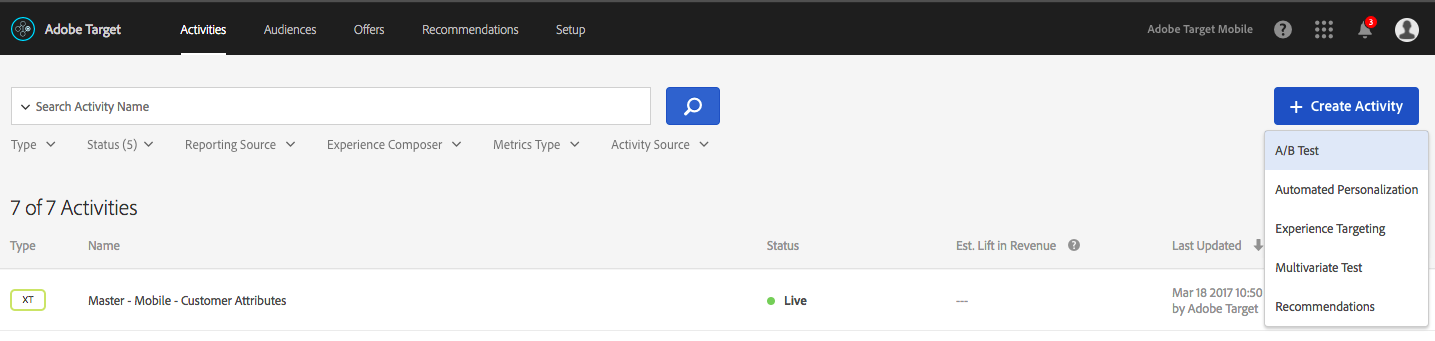 Adobe Target Activities Audiences Offers Recommendations Setup Adobe Target Mobile ? 3
Search Activity Name + Create Activity
Type Status (5) Reporting Source Experience Composer Metrics Type Activity Source
A/B Test
Automated Personalization
Experience Targeting
Multivariate Test
Recommendations
7 of 7 Activities
Type Name Status Est. Lift in Revenue ? Last Updated
XT Master - Mobile - Customer Attributes Live --- Mar 18 2017 10:50
by Adobe Target